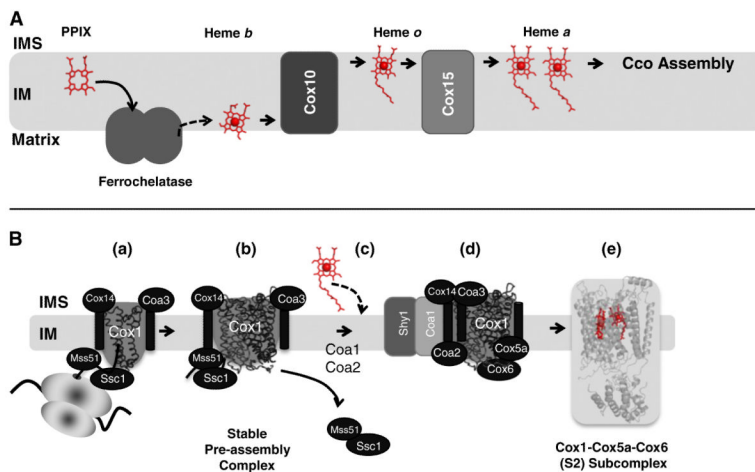 A
PPIX
Heme b
Heme o
Heme a
IMS
IM
Matrix
Cox10
Cox15
Cco Assembly
Ferrochelatase
B
(a)
(b)
(c)
(d)
(e)
IMS
IM
Cox14
Coa3
Cox1
Mss51
Ssc1
Cox14
Coa3
Cox1
Mss51
Ssc1
Coa1
Coa2
Shy1
Coa1
Cox14
Coa3
Cox1
Coa2
Cox5a
Cox6
Mss51
Ssc1
Stable
Pre-assembly
Complex
Cox1-Cox5a-Cox6
(S2) Subcomplex